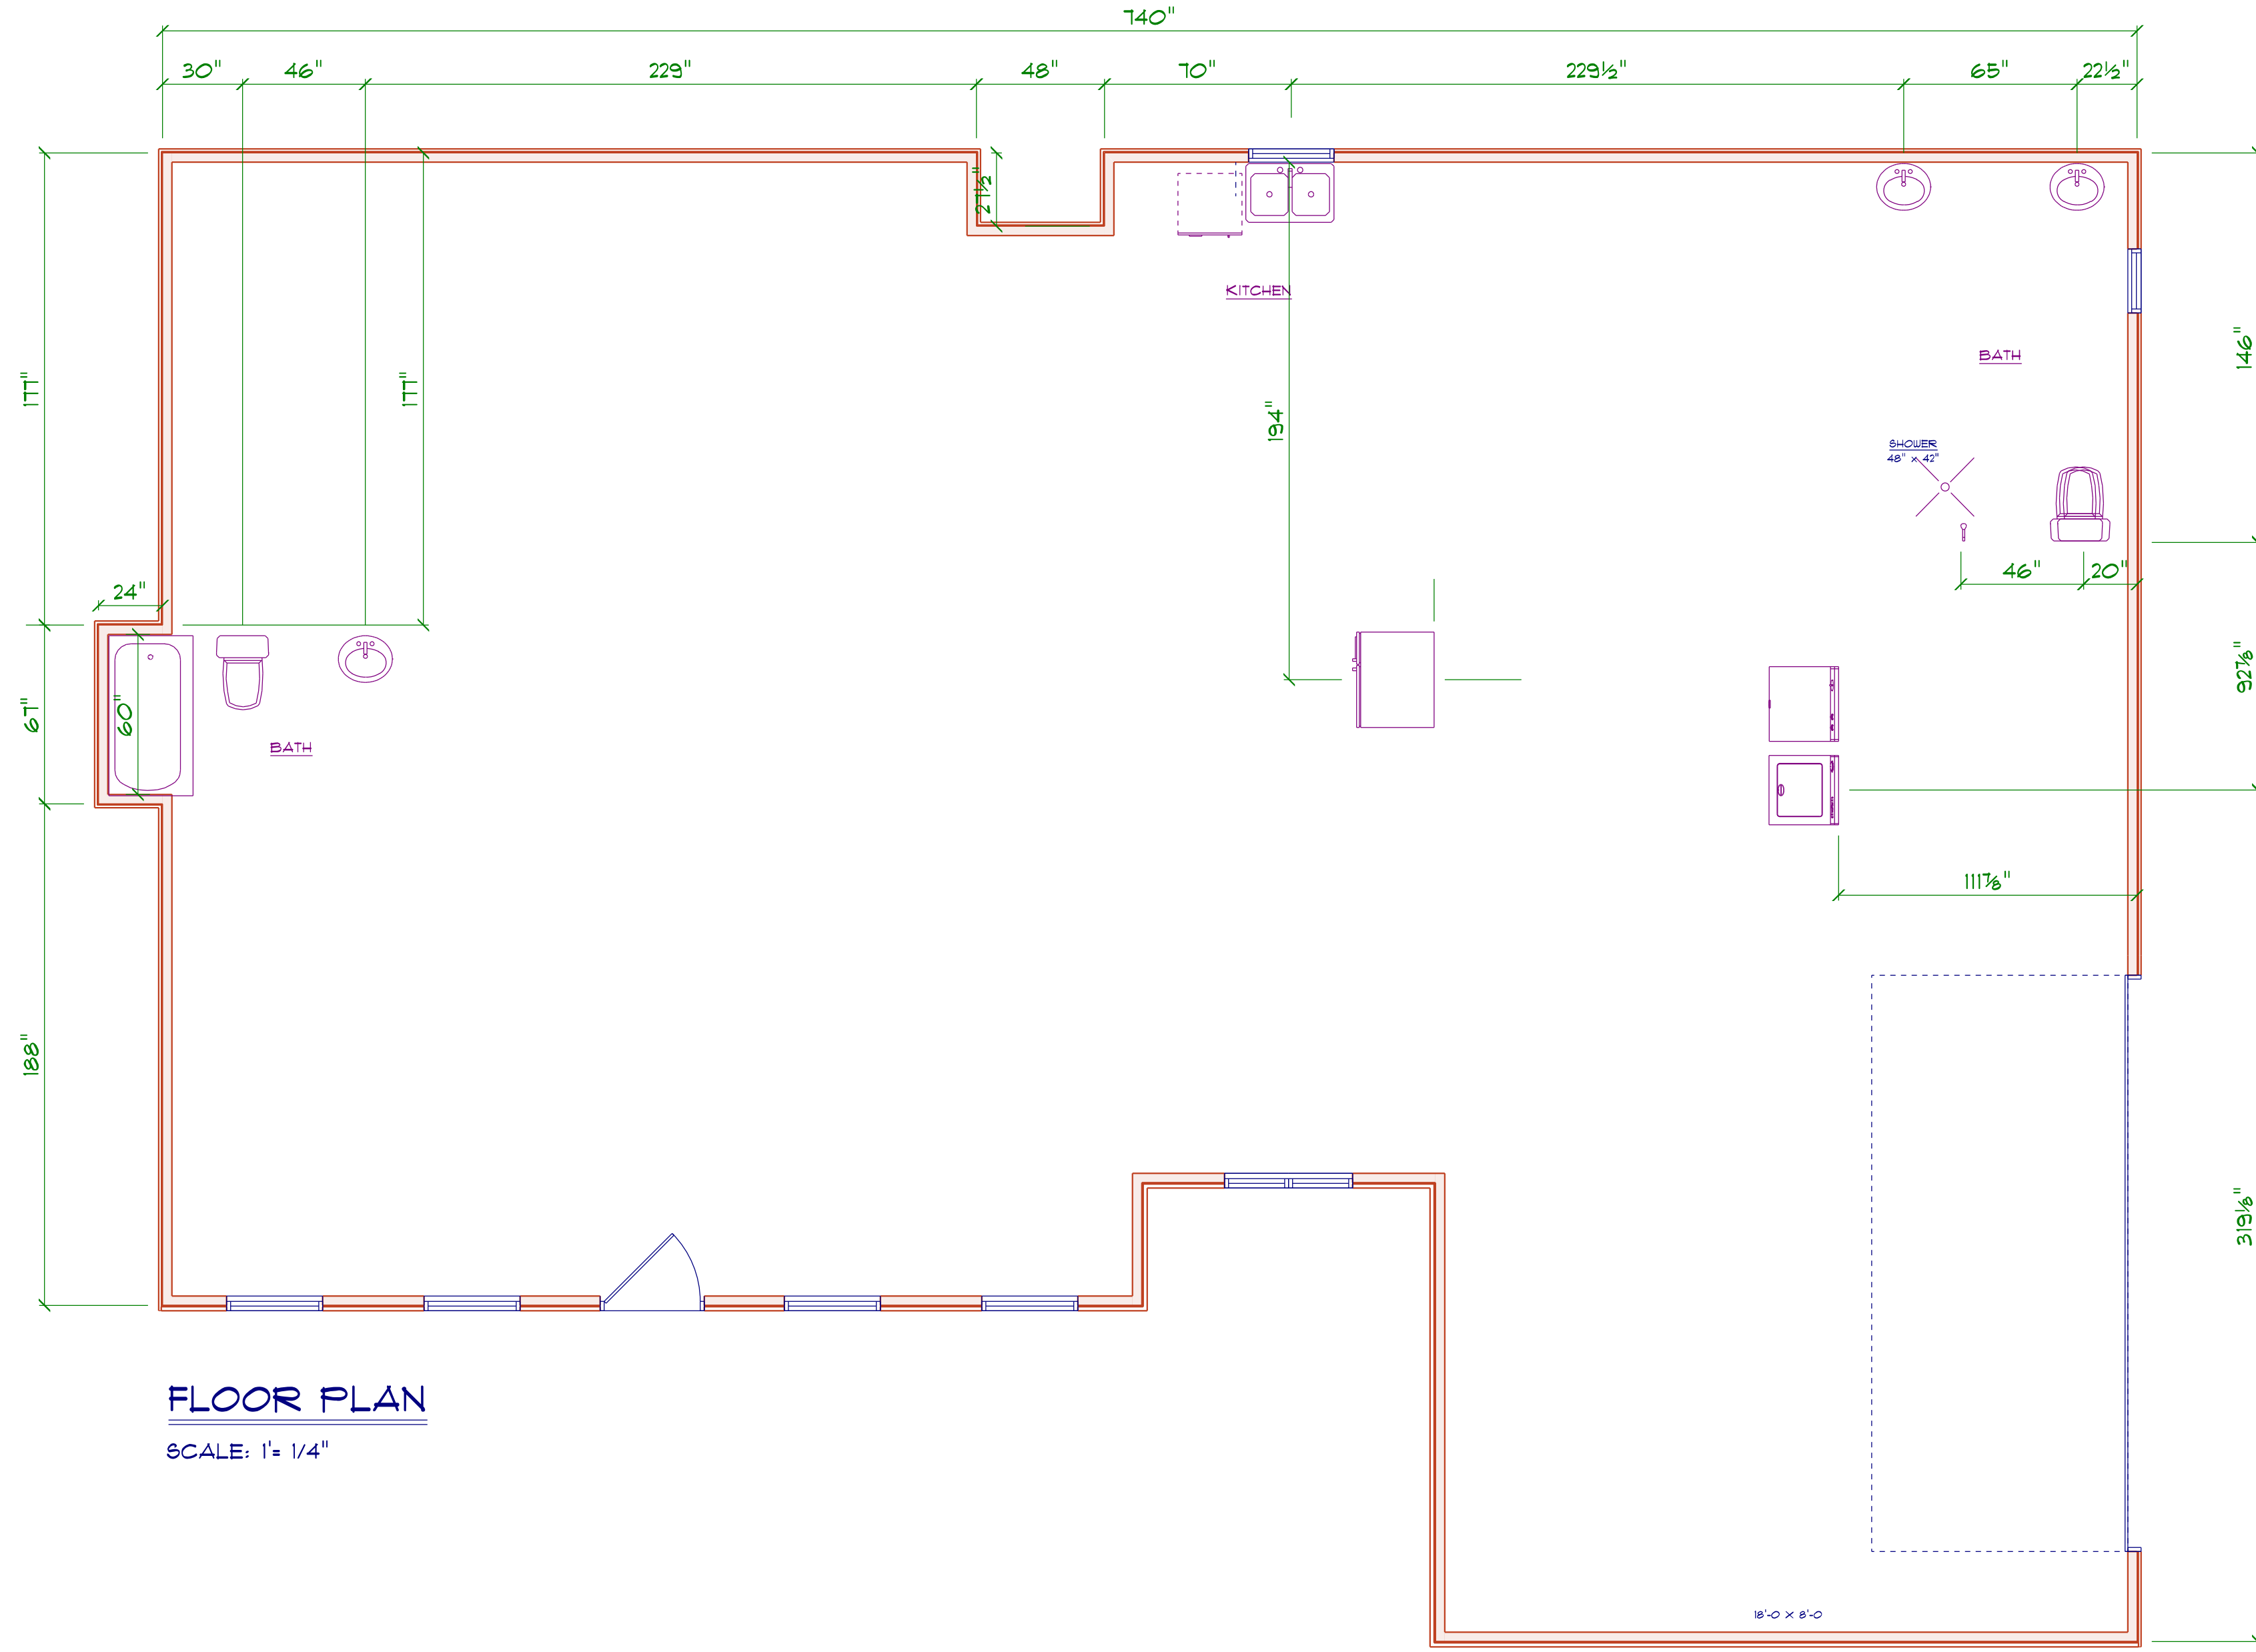 740"
30" 46" 229" 48" 70" 229½" 65" 22½"
27½"
KITCHEN
BATH
146"
177"
177"
194"
SHOWER
48" x 42"
46" 20"
24"
67"
60"
BATH
92⅞"
111⅞"
188"
319⅛"
FLOOR PLAN
SCALE: 1'= 1/4"
18'-0 X 8'-0